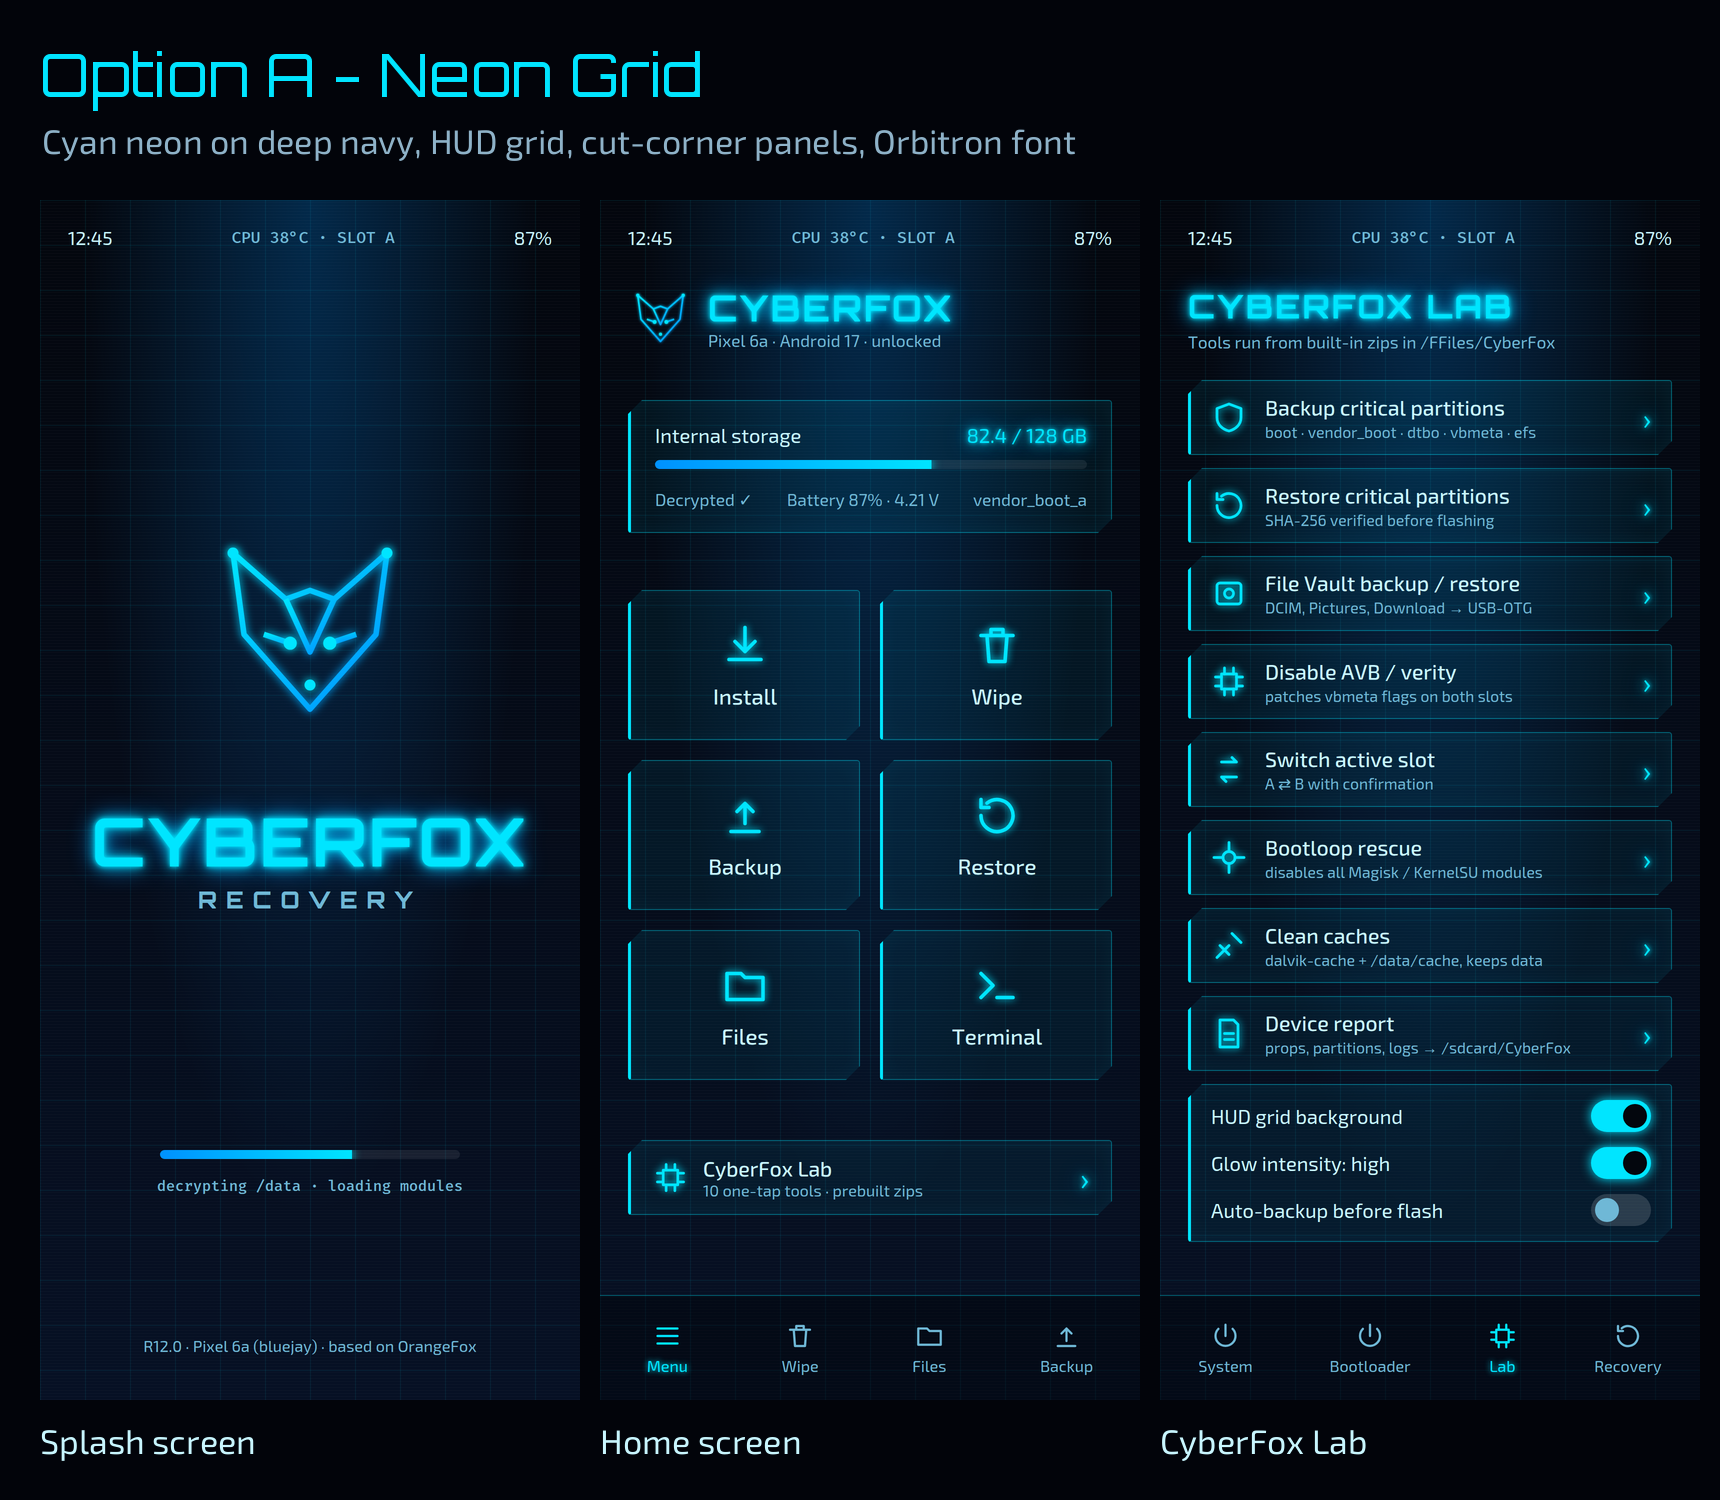 Option A - Neon Grid
Cyan neon on deep navy, HUD grid, cut-corner panels, Orbitron font
12:45
CPU 38°C · SLOT A
87%
CYBERFOX
RECOVERY
decrypting /data · loading modules
R12.0 · Pixel 6a (bluejay) · based on OrangeFox
Splash screen
12:45
CPU 38°C · SLOT A
87%
CYBERFOX
Pixel 6a · Android 17 · unlocked
Internal storage
82.4 / 128 GB
Decrypted ✓
Battery 87% · 4.21 V
vendor_boot_a
Install
Wipe
Backup
Restore
Files
Terminal
CyberFox Lab
10 one-tap tools · prebuilt zips
›
Menu
Wipe
Files
Backup
Home screen
12:45
CPU 38°C · SLOT A
87%
CYBERFOX LAB
Tools run from built-in zips in /FFiles/CyberFox
Backup critical partitions
boot · vendor_boot · dtbo · vbmeta · efs
›
Restore critical partitions
SHA-256 verified before flashing
›
File Vault backup / restore
DCIM, Pictures, Download → USB-OTG
›
Disable AVB / verity
patches vbmeta flags on both slots
›
Switch active slot
A ⇄ B with confirmation
›
Bootloop rescue
disables all Magisk / KernelSU modules
›
Clean caches
dalvik-cache + /data/cache, keeps data
›
Device report
props, partitions, logs → /sdcard/CyberFox
›
HUD grid background
Glow intensity: high
Auto-backup before flash
System
Bootloader
Lab
Recovery
CyberFox Lab